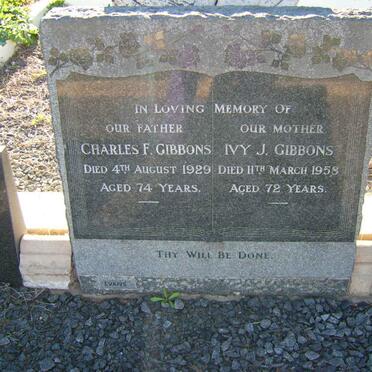 IN LOVING MEMORY OF
OUR FATHER
CHARLES F. GIBBONS
DIED 4TH AUGUST 1929
AGED 74 YEARS.
OUR MOTHER
IVY J. GIBBONS
DIED 11TH MARCH 1958
AGED 72 YEARS.
THY WILL BE DONE.